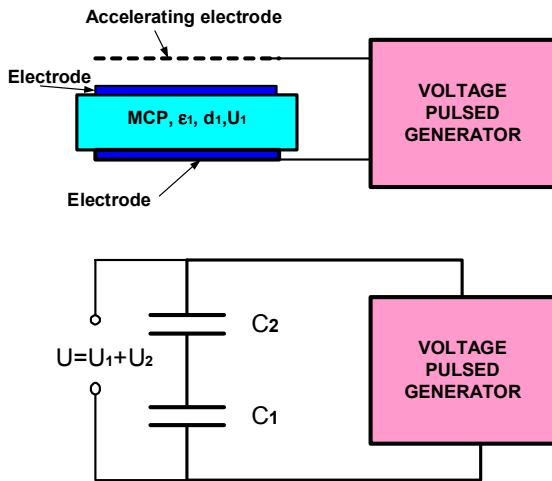 Accelerating electrode
Electrode
MCP, ε1, d1,U1
Electrode
VOLTAGE
PULSED
GENERATOR
C2
U=U1+U2
C1
VOLTAGE
PULSED
GENERATOR